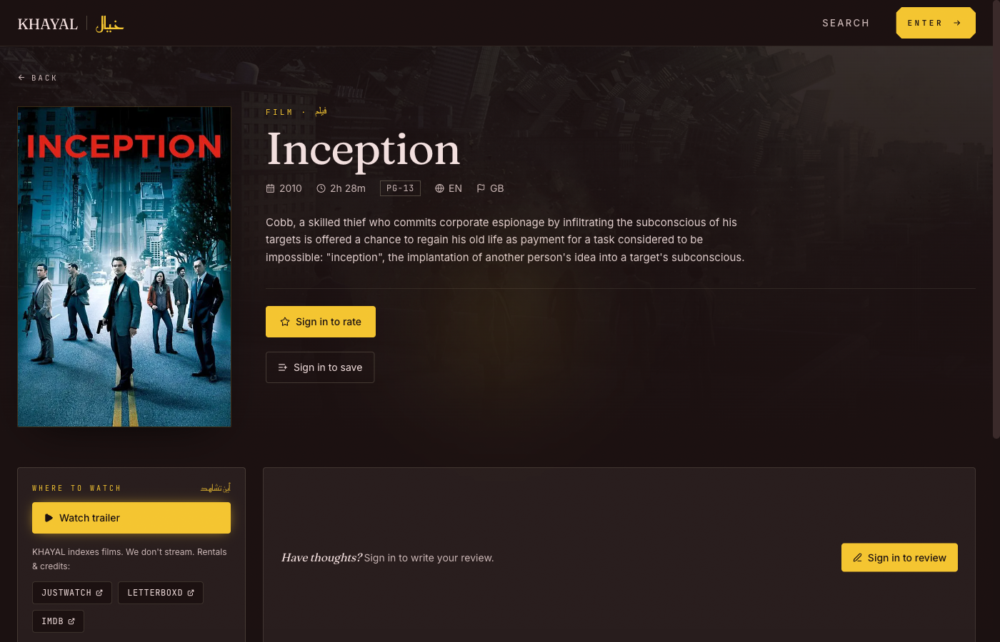 KHAYAL خيال
SEARCH
ENTER →
← BACK
INCEPTION
FILM · فيلم
Inception
2010 2h 28m PG-13 EN GB
Cobb, a skilled thief who commits corporate espionage by infiltrating the subconscious of his
targets is offered a chance to regain his old life as payment for a task considered to be
impossible: "inception", the implantation of another person's idea into a target's subconscious.
Sign in to rate
Sign in to save
WHERE TO WATCH أين تشاهد
Watch trailer
KHAYAL indexes films. We don't stream. Rentals
& credits:
JUSTWATCH LETTERBOXD
IMDB
Have thoughts? Sign in to write your review.
Sign in to review